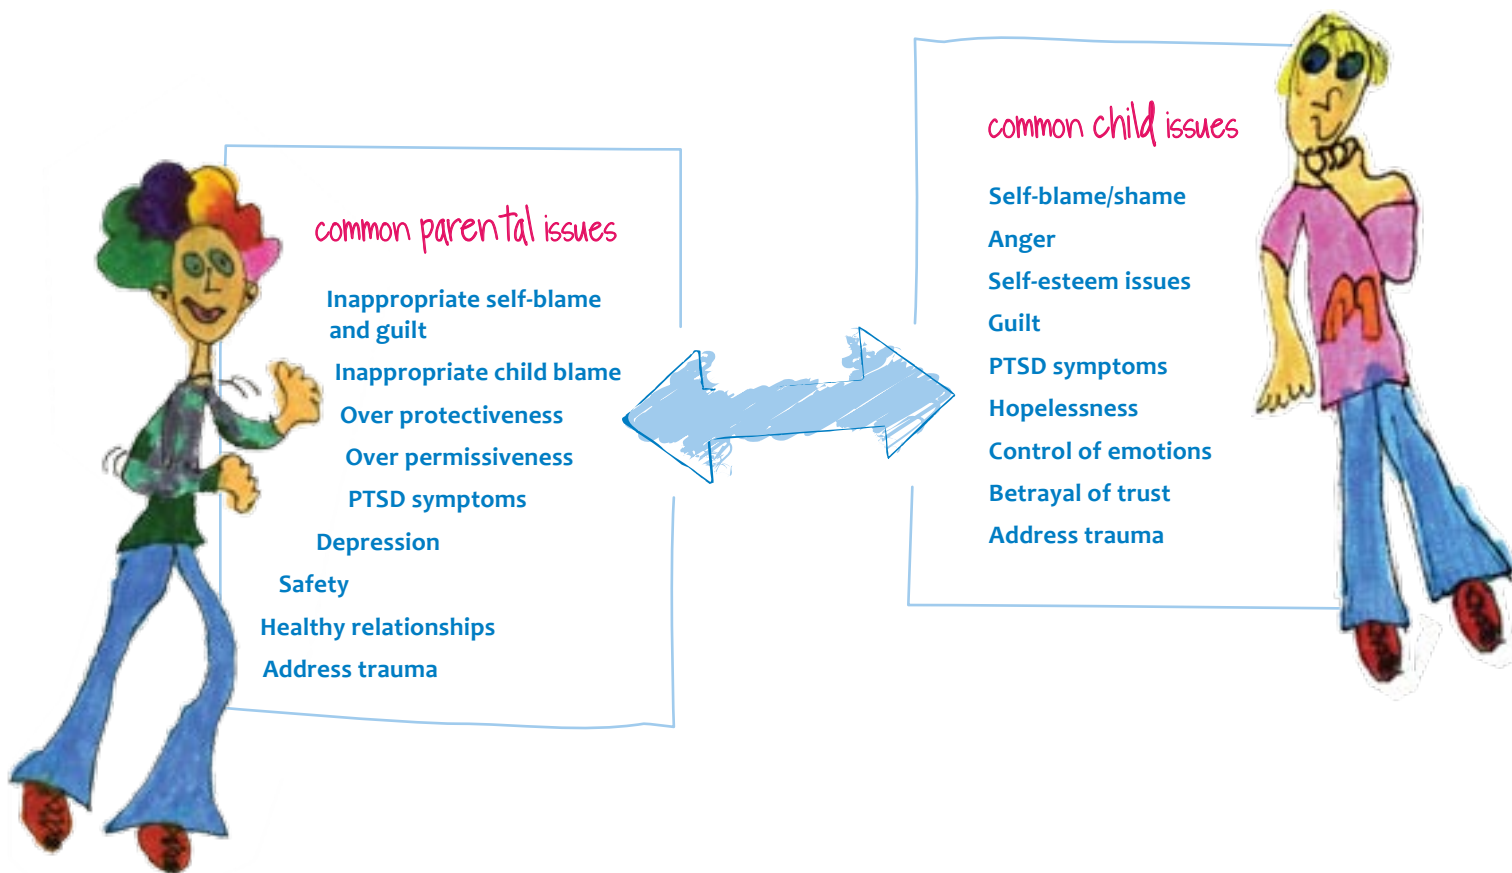 common parental issues
Inappropriate self-blame
and guilt
Inappropriate child blame
Over protectiveness
Over permissiveness
PTSD symptoms
Depression
Safety
Healthy relationships
Address trauma
common child issues
Self-blame/shame
Anger
Self-esteem issues
Guilt
PTSD symptoms
Hopelessness
Control of emotions
Betrayal of trust
Address trauma